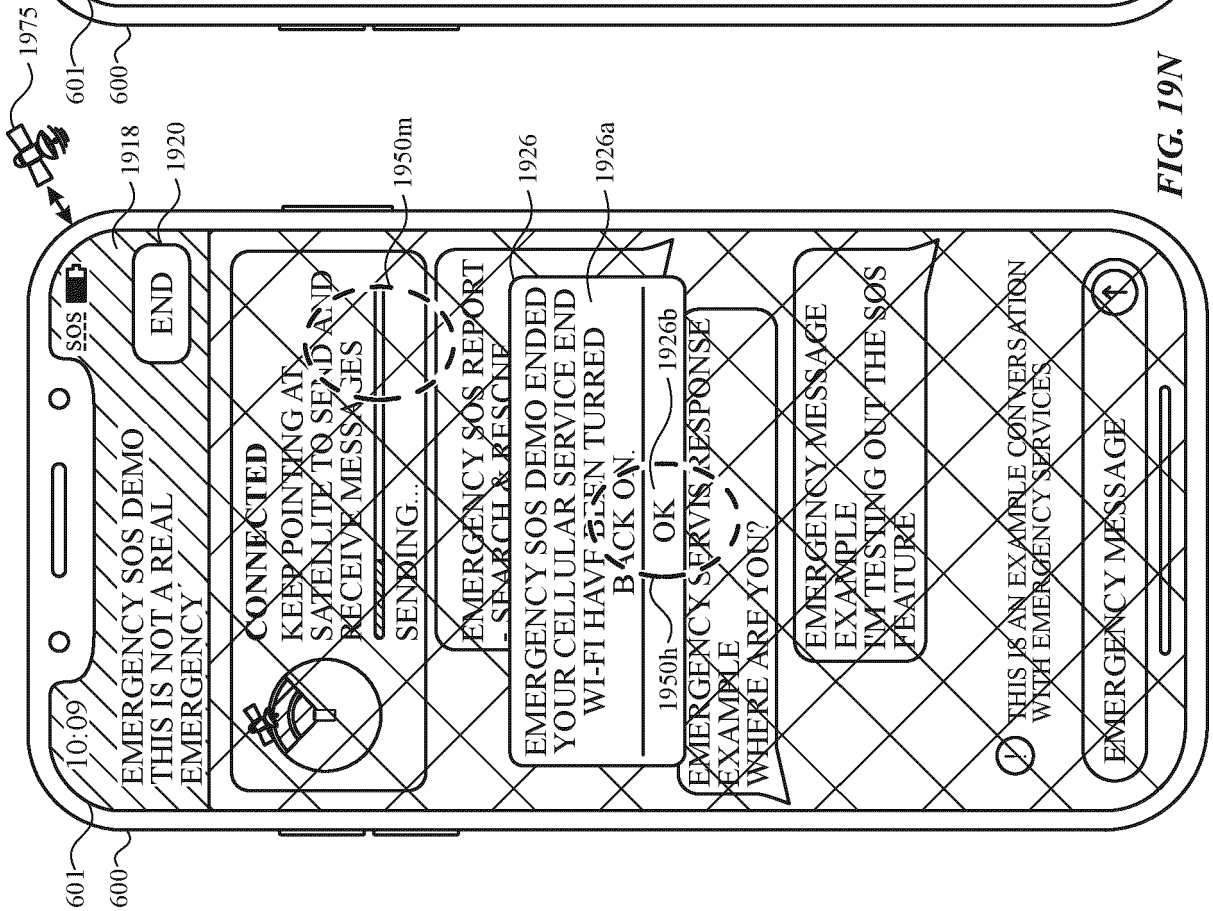 601
600
10:09
SOS
1975
EMERGENCY SOS DEMO
THIS IS NOT A REAL
EMERGENCY
END
1918
1920
CONNECTED
KEEP POINTING AT
SATELLITE TO SEND AND
RECEIVE MESSAGES
SENDING...
1950m
EMERGENCY SOS REPORT
- SEARCH & RESCUE
1926
EMERGENCY SOS DEMO ENDED
YOUR CELLULAR SERVICE END
WI-FI HAVE BEEN TURRED
BACK ON.
1926a
OK
1926b
1950h
EMERGENCY SERVIS RESPONSE
EXAMPLE
WHERE ARE YOU?
EMERGENCY MESSAGE
EXAMPLE
I'M TESTING OUT THE SOS
FEATURE
!
THIS IS AN EXAMPLE CONVERSATION
WITH EMERGENCY SERVICES
EMERGENCY MESSAGE
601
600
FIG. 19N